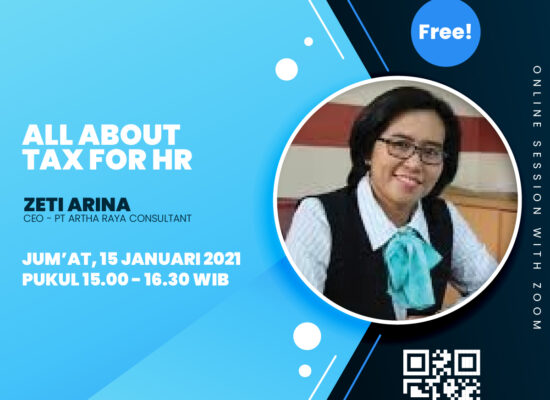 Free!
ALL ABOUT
TAX FOR HR
ZETI ARINA
CEO - PT ARTHA RAYA CONSULTANT
JUM'AT, 15 JANUARI 2021
PUKUL 15.00 - 16.30 WIB
ONLINE SESSION WITH ZOOM